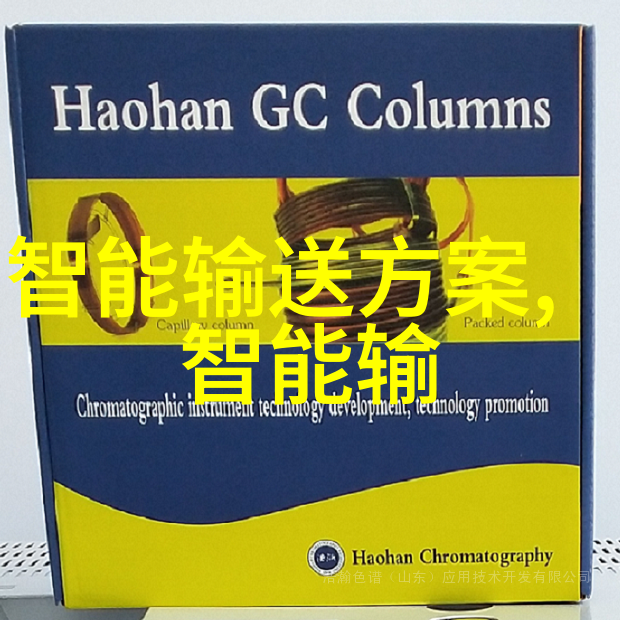 Haohan GC Columns
智能输送方案,
智能输
Capillary column
Packed column
Chromatographic instrument technology development, technology promotion
Haohan Chromatography
浩瀚色谱（山东）应用技术开发有限公司